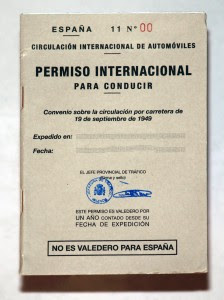 ESPAÑA 11 Nº 00
CIRCULACIÓN INTERNACIONAL DE AUTOMÓVILES
PERMISO INTERNACIONAL
PARA CONDUCIR
Convenio sobre la circulación por carretera de
19 de septiembre de 1949
Expedido en:
Fecha:
EL JEFE PROVINCIAL DE TRÁFICO
(Firma y sello)
ESTE PERMISO ES VALEDERO POR
UN AÑO CONTADO DESDE SU
FECHA DE EXPEDICIÓN
NO ES VALEDERO PARA ESPAÑA